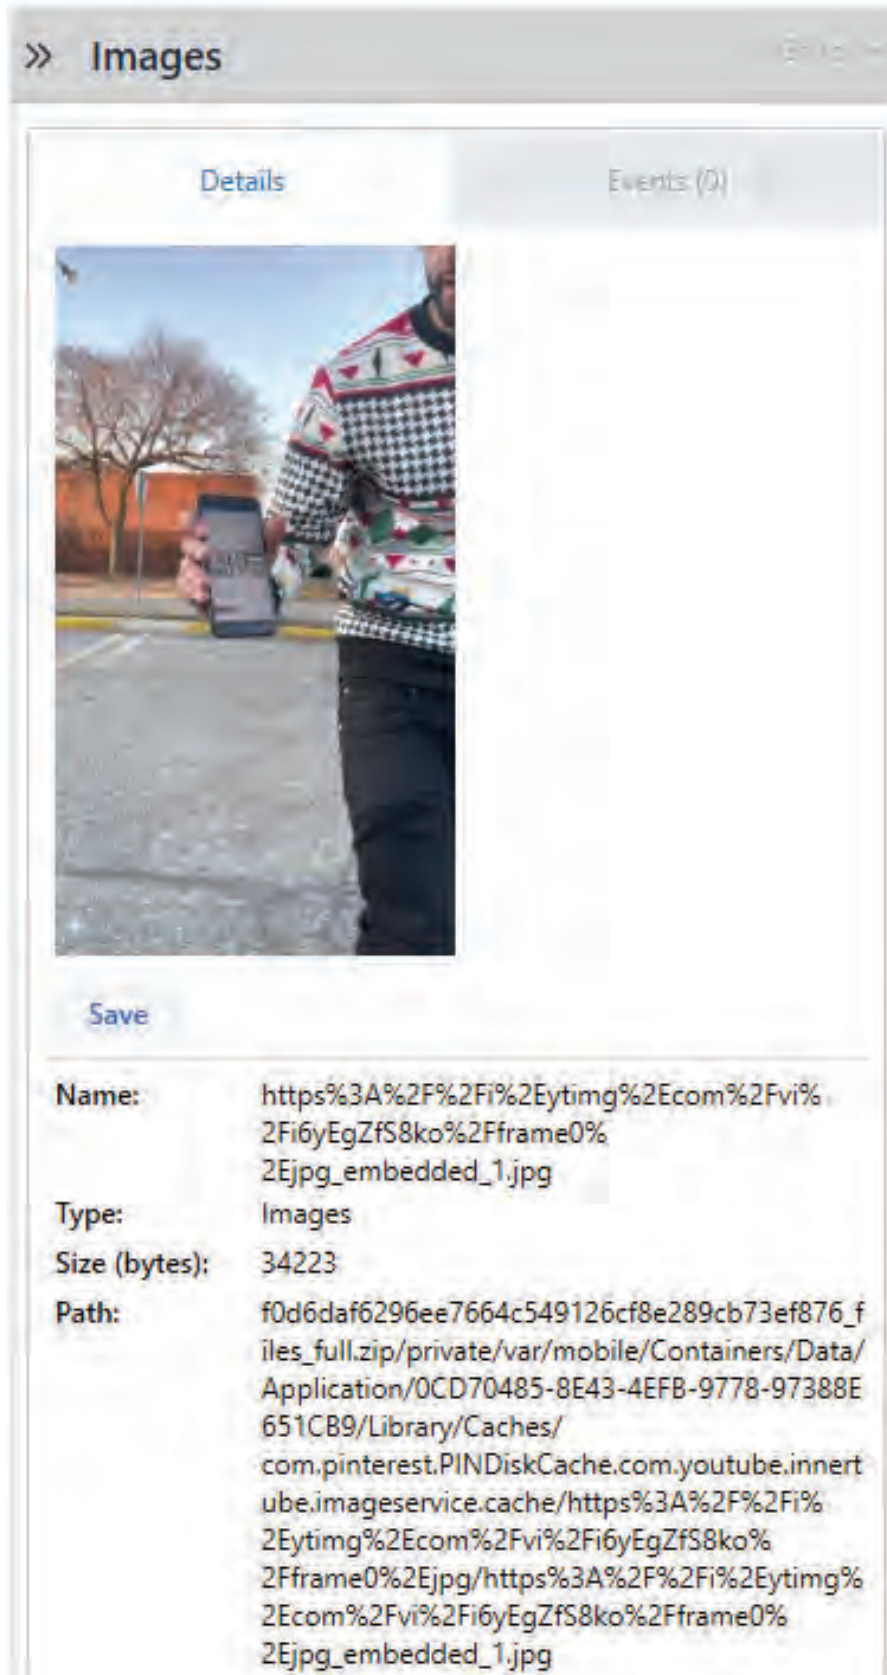 Images
Details
Events (0)
Save
Name:
https%3A%2F%2Fi%2Eytimg%2Ecom%2Fvi%
2Fi6yEgZfS8ko%2Fframe0%
2Ejpg_embedded_1.jpg
Type:
Images
Size (bytes):
34223
Path:
f0d6daf6296ee7664c549126cf8e289cb73ef876_f
iles_full.zip/private/var/mobile/Containers/Data/
Application/0CD70485-8E43-4EFB-9778-97388E
651CB9/Library/Caches/
com.pinterest.PINDiskCache.com.youtube.innert
ube.imageservice.cache/https%3A%2F%2Fi%
2Eytimg%2Ecom%2Fvi%2Fi6yEgZfS8ko%
2Fframe0%2Ejpg/https%3A%2F%2Fi%2Eytimg%
2Ecom%2Fvi%2Fi6yEgZfS8ko%2Fframe0%
2Ejpg_embedded_1.jpg